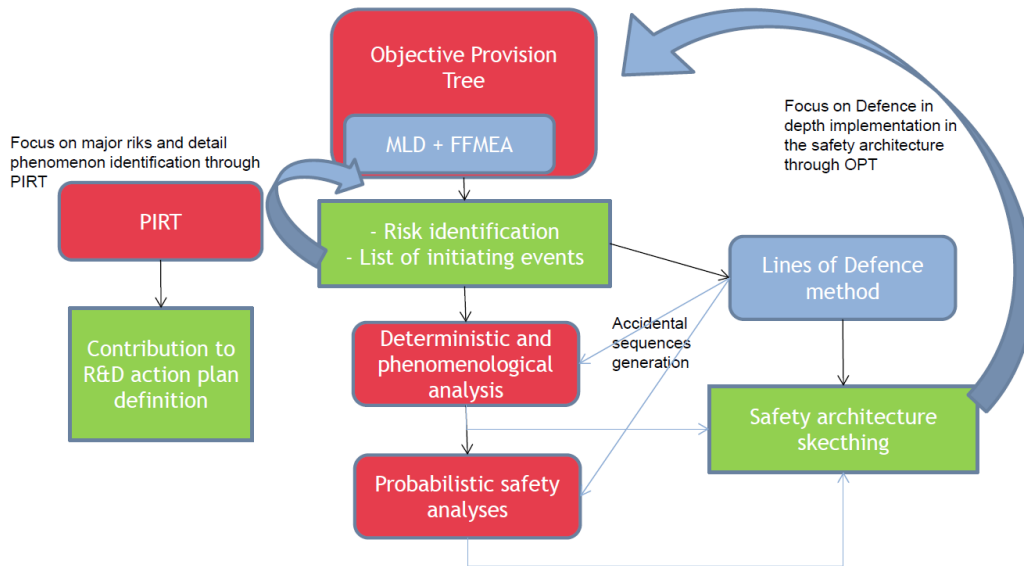 Objective Provision
Tree
MLD + FFMEA
Focus on major riks and detail
phenomenon identification through
PIRT
Focus on Defence in
depth implementation in
the safety architecture
through OPT
PIRT
- Risk identification
- List of initiating events
Lines of Defence
method
Contribution to
R&D action plan
definition
Accidental
sequences
generation
Deterministic and
phenomenological
analysis
Safety architecture
skecthing
Probabilistic safety
analyses